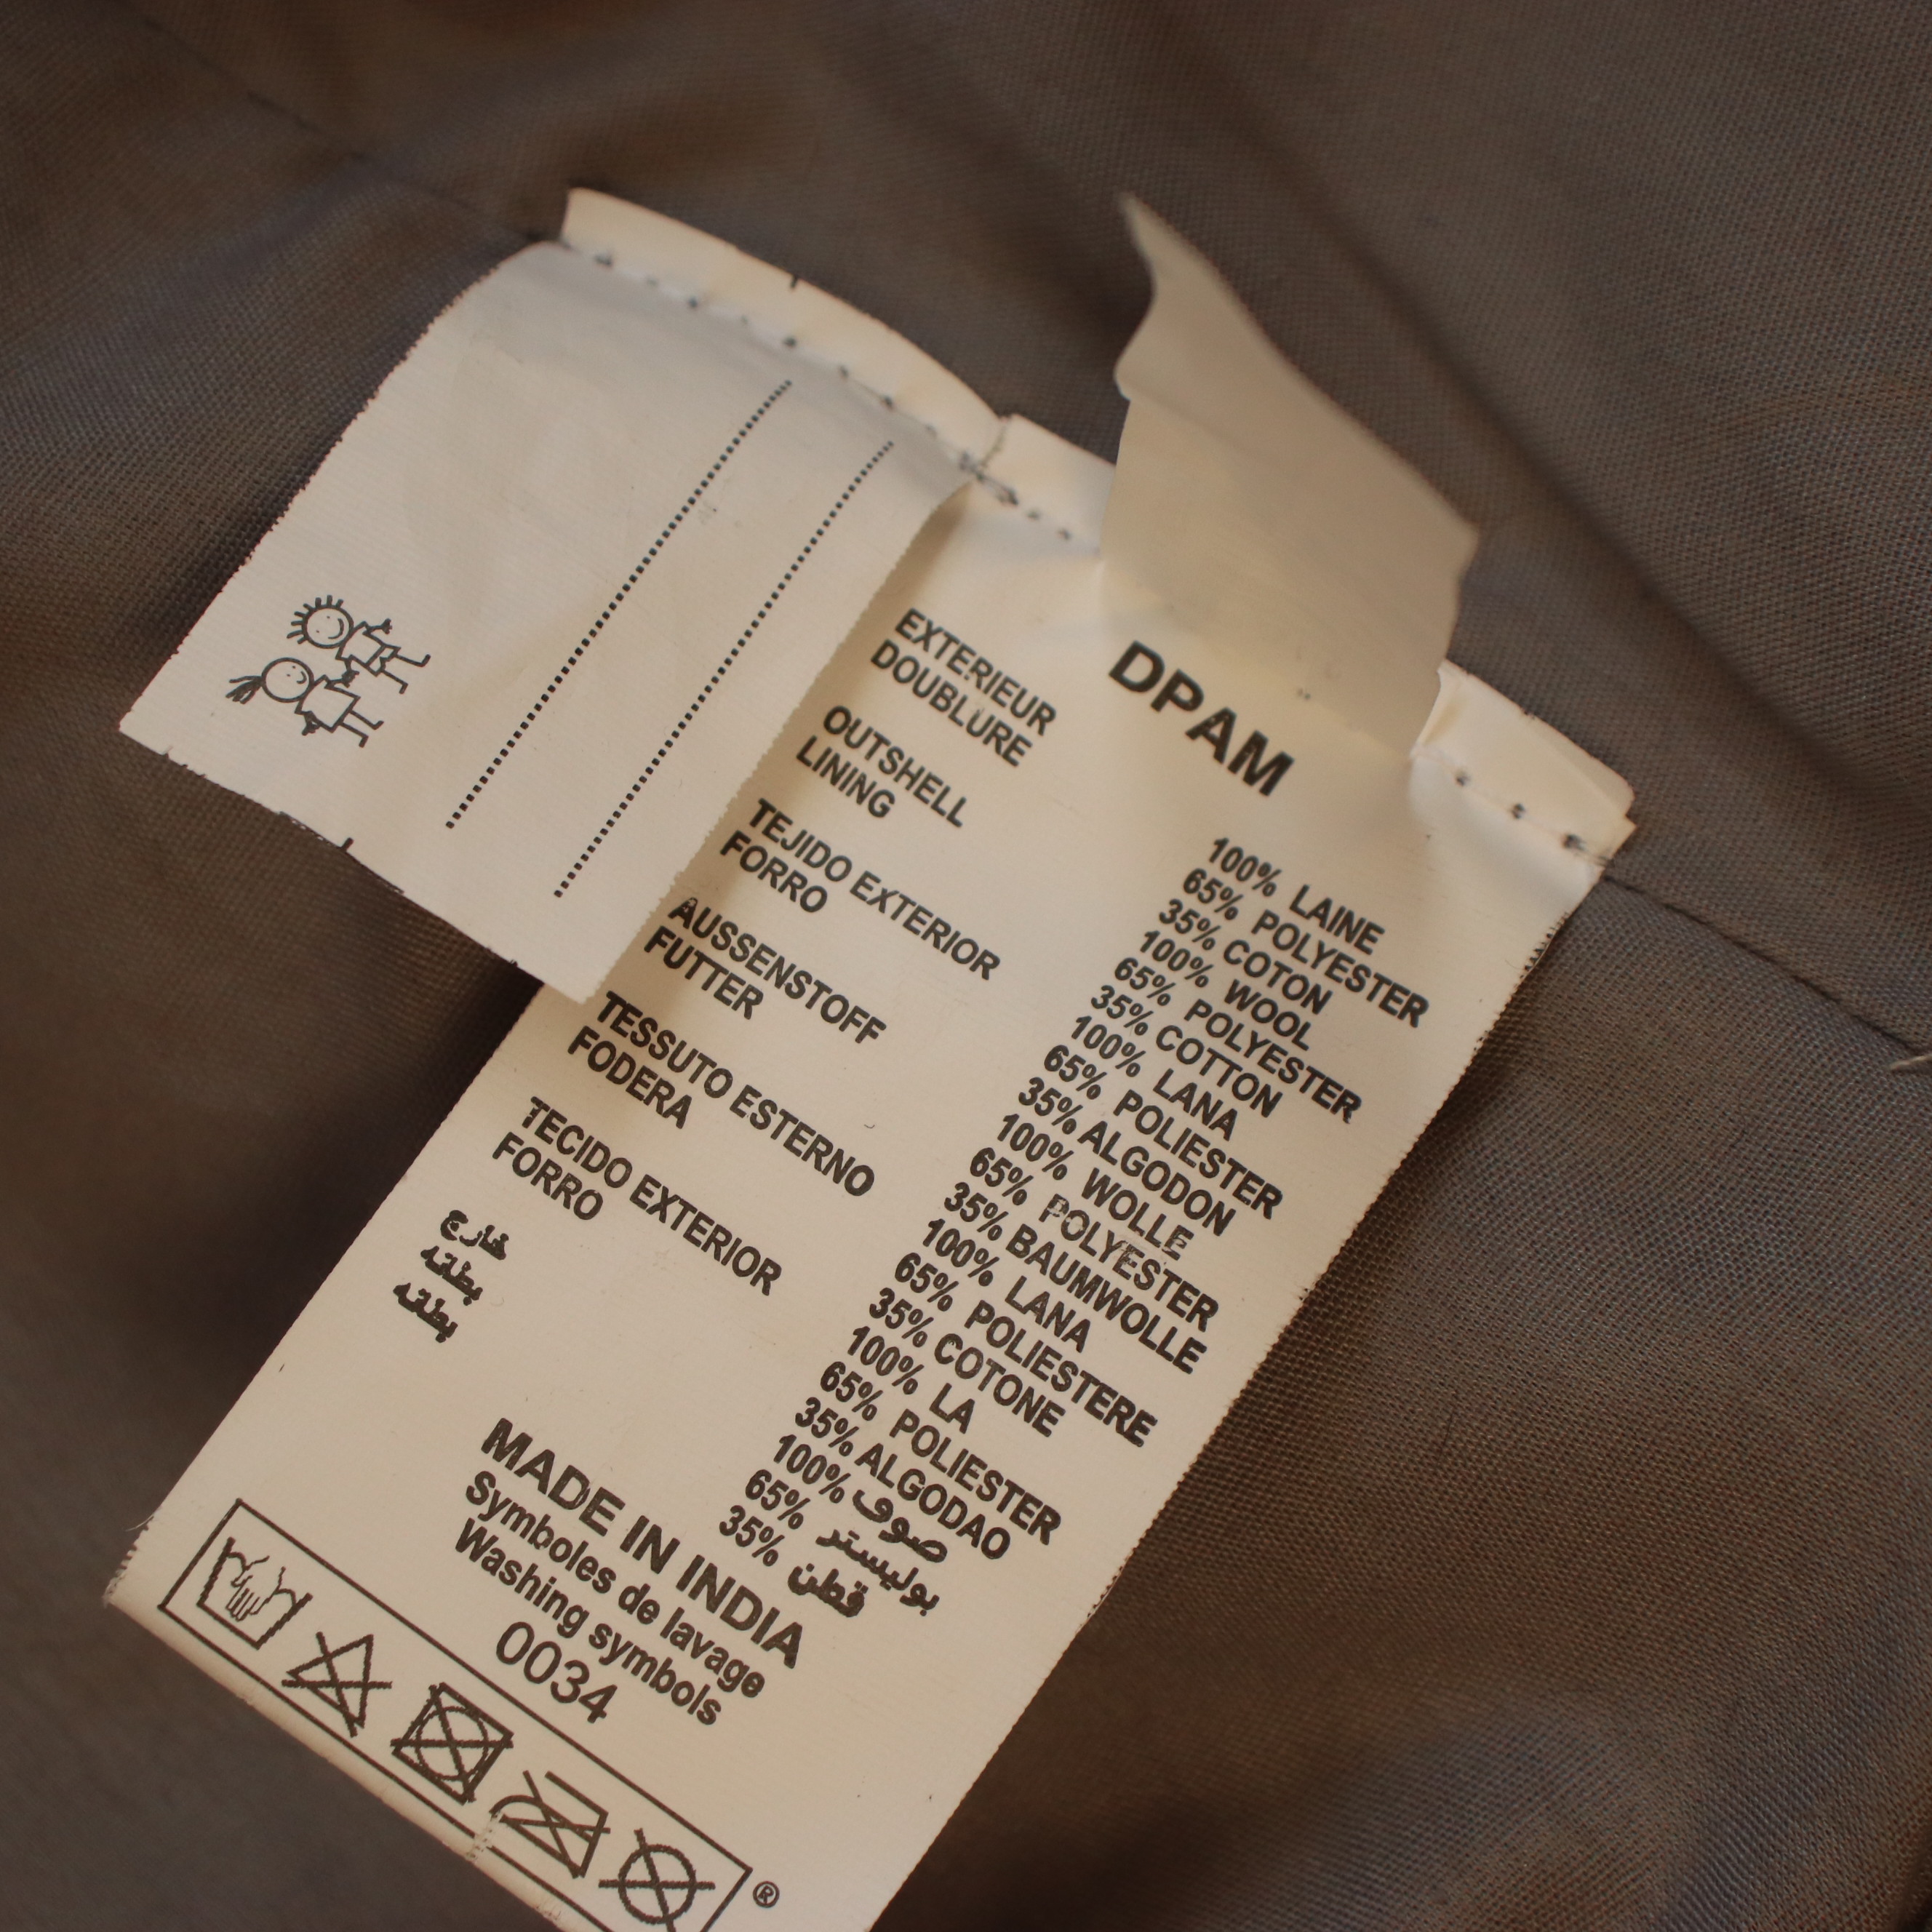 DPAM
EXTERIEUR 100% LAINE
DOUBLURE 65% POLYESTER
35% COTON
OUTSHELL 100% WOOL
LINING 65% POLYESTER
35% COTTON
TEJIDO EXTERIOR 100% LANA
FORRO 65% POLIESTER
35% ALGODON
AUSSENSTOFF 100% WOLLE
FUTTER 65% POLYESTER
35% BAUMWOLLE
TESSUTO ESTERNO 100% LANA
FODERA 65% POLIESTERE
35% COTONE
TECIDO EXTERIOR 100% LA
FORRO 65% POLIESTER
35% ALGODAO
خارج 100% صوف
بطقه 65% بوليستر
بطقه 35% قطن
MADE IN INDIA
Symboles de lavage
Washing symbols
0034
®